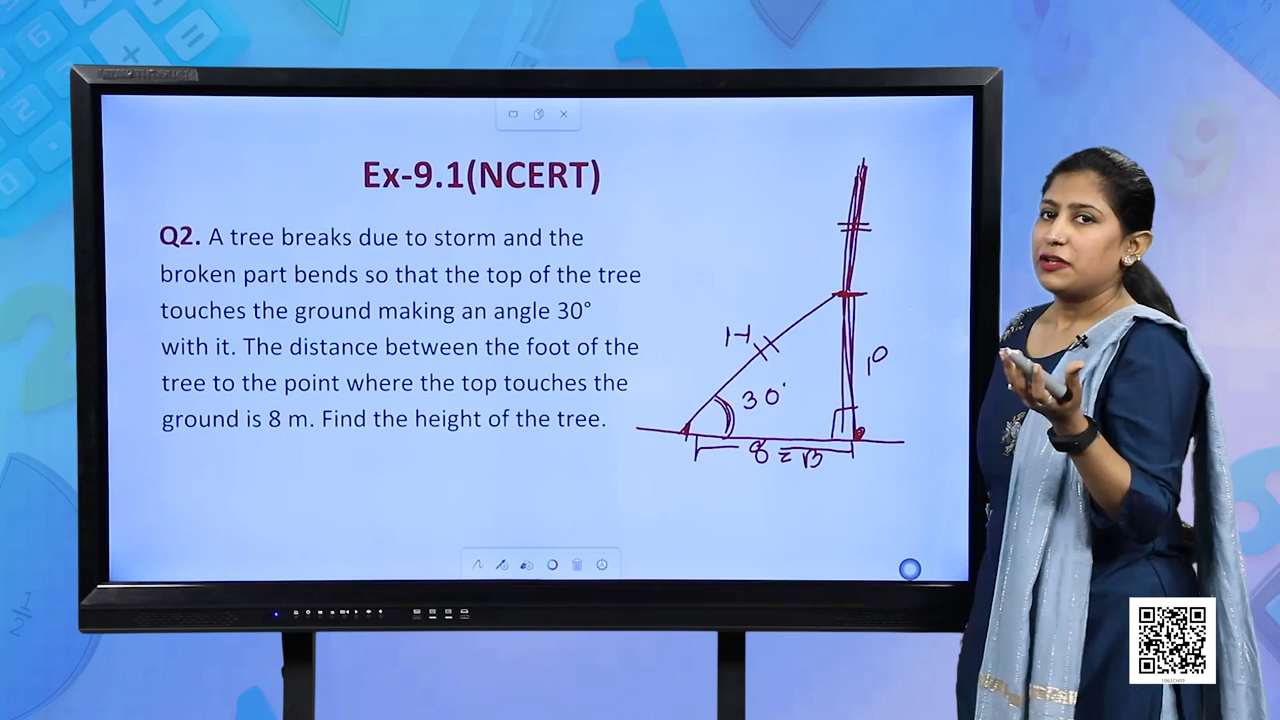 Ex-9.1(NCERT)
Q2. A tree breaks due to storm and the
broken part bends so that the top of the tree
touches the ground making an angle 30°
with it. The distance between the foot of the
tree to the point where the top touches the
ground is 8 m. Find the height of the tree.
H
30°
P
8 = B
1062CH09